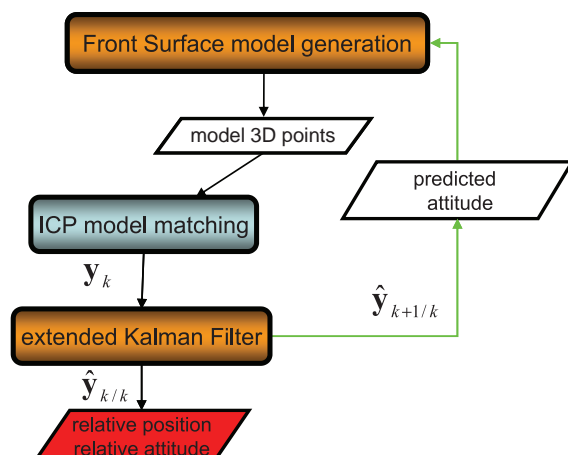 Front Surface model generation
model 3D points
predicted
attitude
ICP model matching
y_k
ŷ_{k+1/k}
extended Kalman Filter
ŷ_{k/k}
relative position
relative attitude